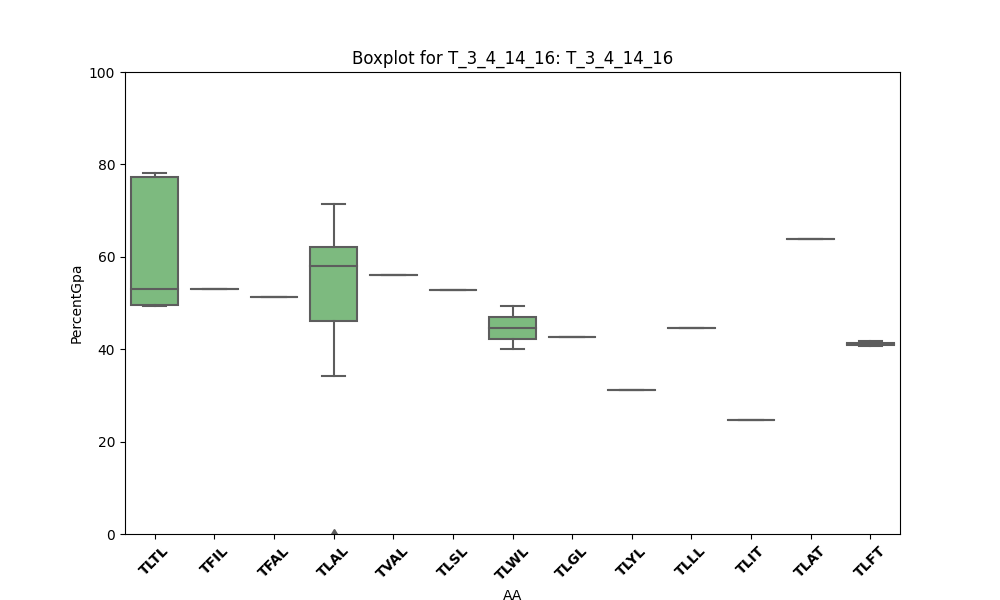 Boxplot for T_3_4_14_16: T_3_4_14_16
100
80
60
40
20
0
PercentGpa
TLTL TFIL TFAL TLAL TVAL TLSL TLWL TLGL TLYL TLLL TLIT TLAT TLFT
AA